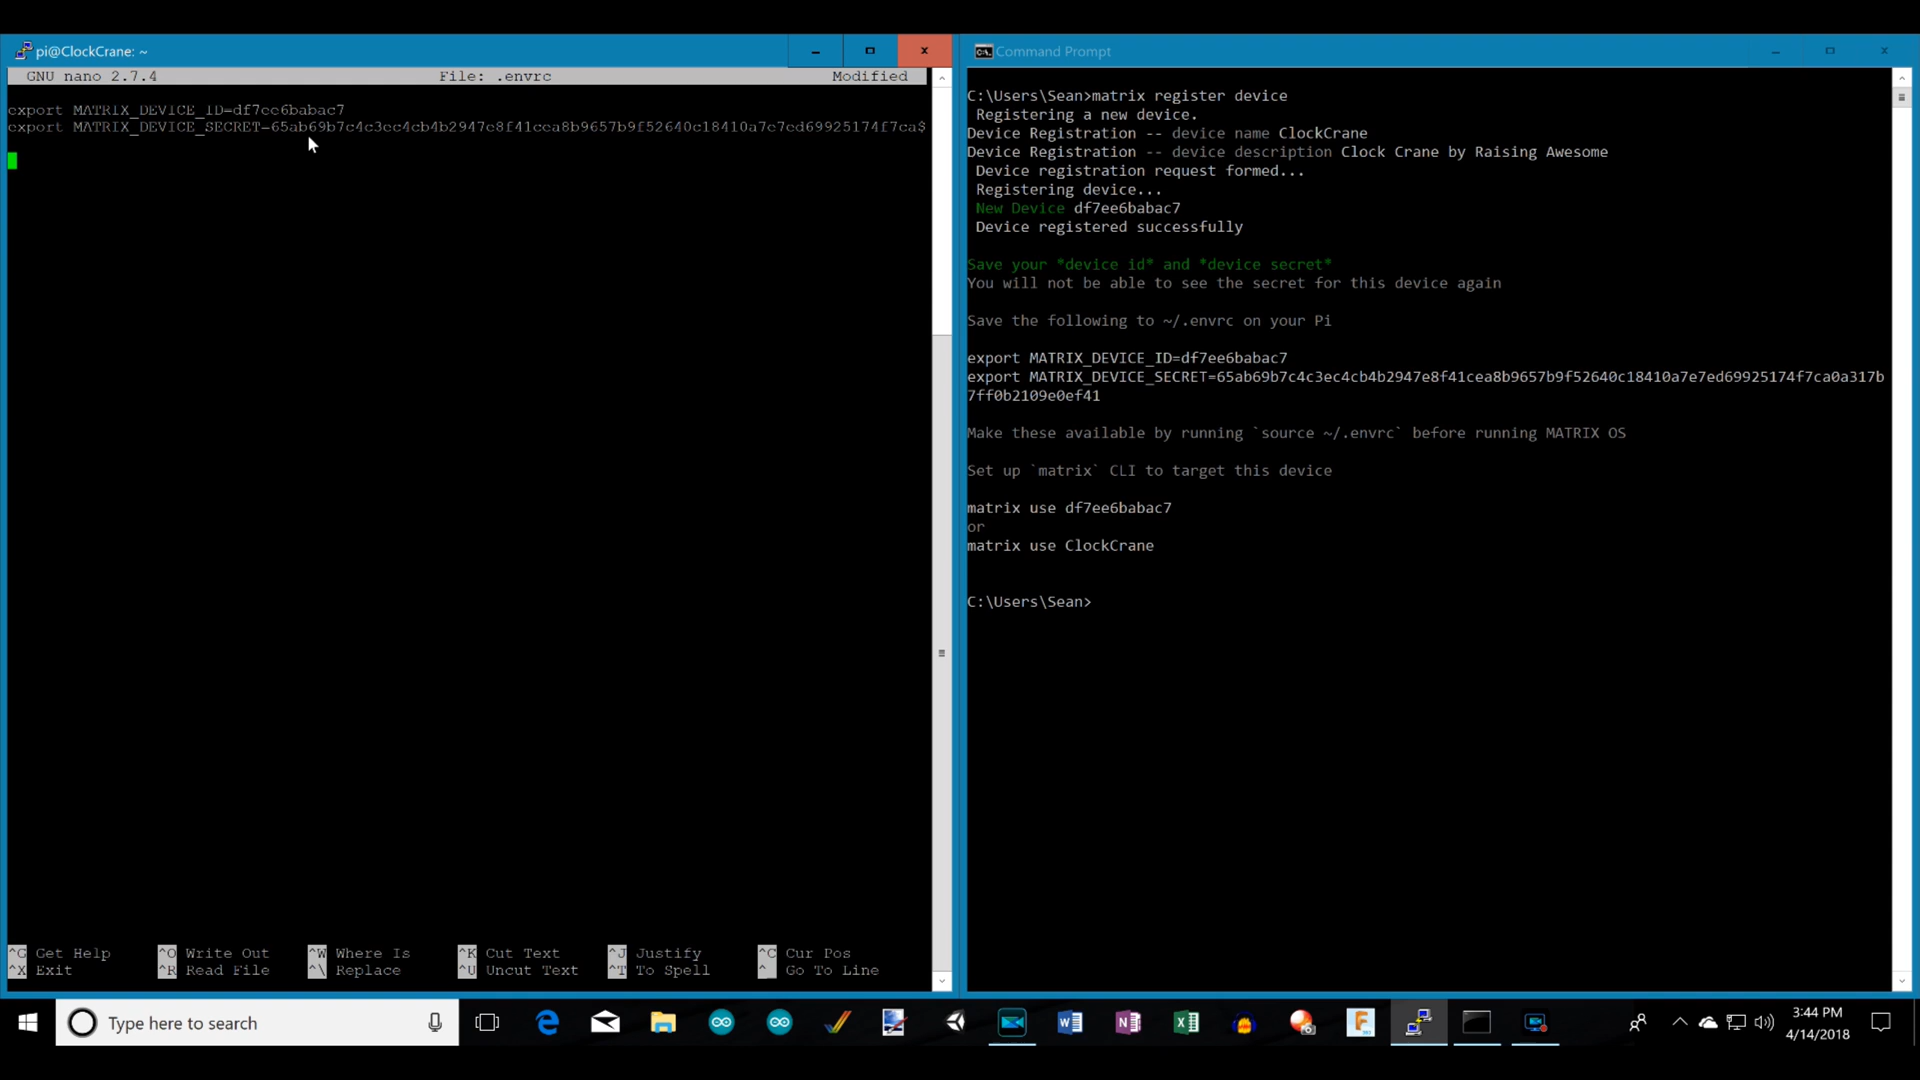 pi@ClockCrane: ~
GNU nano 2.7.4 File: .envrc Modified
export MATRIX_DEVICE_ID=df7ee6babac7
export MATRIX_DEVICE_SECRET=65ab69b7c4c3ec4cb4b2947e8f41cea8b9657b9f52640c18410a7e7ed69925174f7ca$
^G Get Help ^O Write Out ^W Where Is ^K Cut Text ^J Justify ^C Cur Pos
^X Exit ^R Read File ^\ Replace ^U Uncut Text ^T To Spell ^_ Go To Line
Command Prompt
C:\Users\Sean>matrix register device
Registering a new device.
Device Registration -- device name ClockCrane
Device Registration -- device description Clock Crane by Raising Awesome
Device registration request formed...
Registering device...
New Device df7ee6babac7
Device registered successfully
Save your *device id* and *device secret*
You will not be able to see the secret for this device again
Save the following to ~/.envrc on your Pi
export MATRIX_DEVICE_ID=df7ee6babac7
export MATRIX_DEVICE_SECRET=65ab69b7c4c3ec4cb4b2947e8f41cea8b9657b9f52640c18410a7e7ed69925174f7ca0a317b
7ff0b2109e0ef41
Make these available by running `source ~/.envrc` before running MATRIX OS
Set up `matrix` CLI to target this device
matrix use df7ee6babac7
or
matrix use ClockCrane
C:\Users\Sean>
Type here to search
3:44 PM
4/14/2018